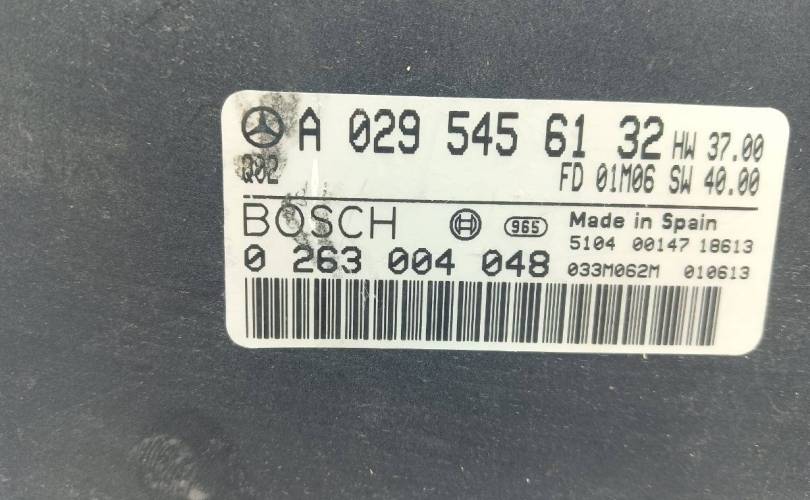 A 029 545 61 32 HW 37.00
Q02 FD 01M06 SW 40.00
BOSCH 965 Made in Spain
5104 00147 18613
0 263 004 048 033M062M 010613